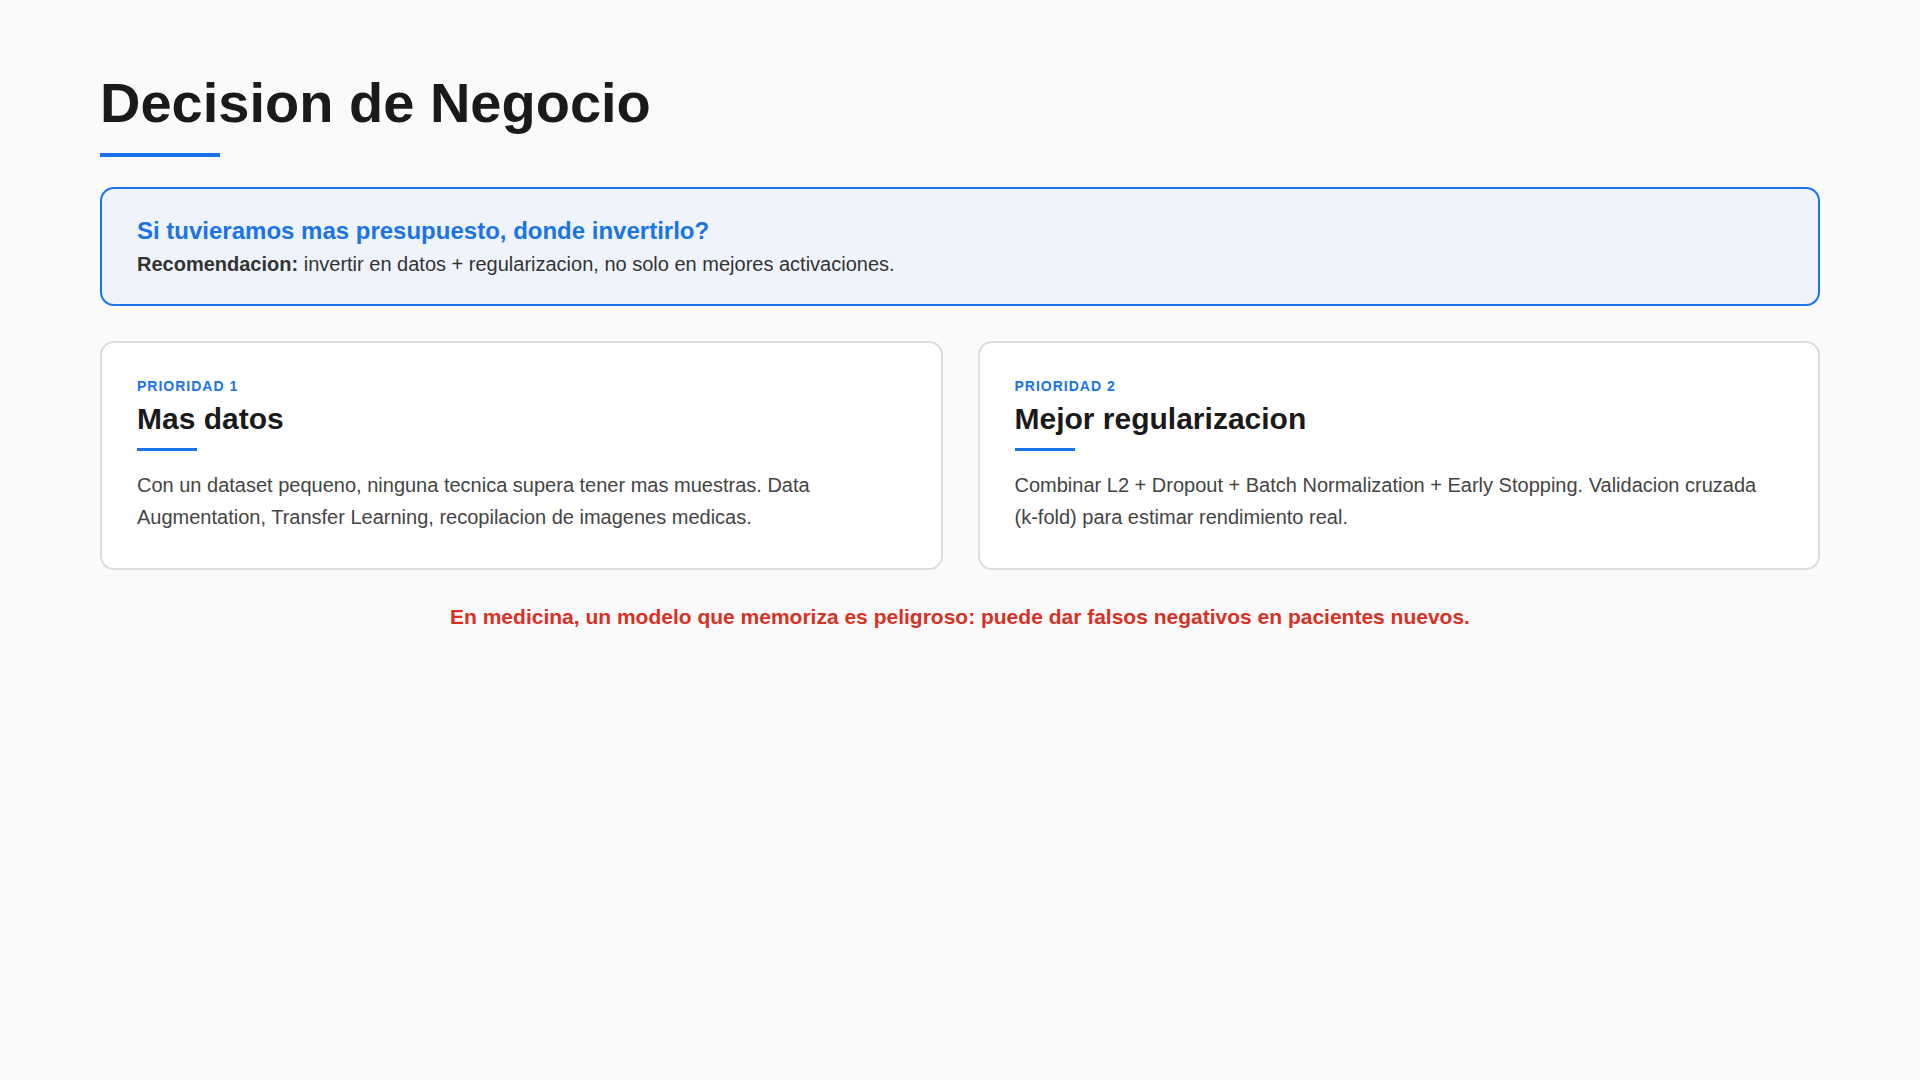 Decision de Negocio
Si tuvieramos mas presupuesto, donde invertirlo?
Recomendacion: invertir en datos + regularizacion, no solo en mejores activaciones.
PRIORIDAD 1
Mas datos
Con un dataset pequeno, ninguna tecnica supera tener mas muestras. Data
Augmentation, Transfer Learning, recopilacion de imagenes medicas.
PRIORIDAD 2
Mejor regularizacion
Combinar L2 + Dropout + Batch Normalization + Early Stopping. Validacion cruzada
(k-fold) para estimar rendimiento real.
En medicina, un modelo que memoriza es peligroso: puede dar falsos negativos en pacientes nuevos.